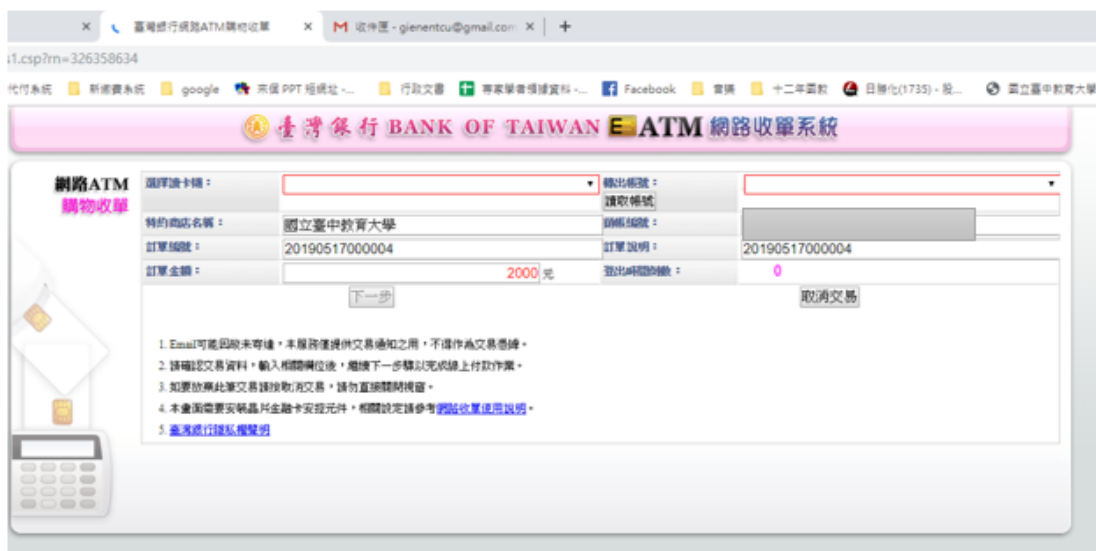 臺灣銀行網路ATM購物收單
收件匣 - gienentcu@gmail.com
s1.csp?rn=326358634
代付系統 新繳費系統 google 行政文書 Facebook 音樂 十二年國教 日勝化(1735) - 股... 國立臺中教育大學
臺灣銀行 BANK OF TAIWAN E-ATM 網路收單系統
網路ATM
購物收單
選擇讀卡機： 轉出帳號：
讀取帳號
特約商店名稱： 國立臺中教育大學 銷帳編號：
訂單編號： 20190517000004 訂單說明： 20190517000004
訂單金額： 2000 元 登出時間倒數： 0
下一步 取消交易
1. Email可能因故未寄達，本服務僅提供交易通知之用，不得作為交易憑據。
2. 請確認交易資料，輸入相關欄位後，繼續下一步驟以完成線上付款作業。
3. 如要放棄此筆交易請按取消交易，請勿直接關閉視窗。
4. 本畫面需要安裝晶片金融卡安控元件，相關設定請參考網路收單使用說明。
5. 臺灣銀行隱私權聲明